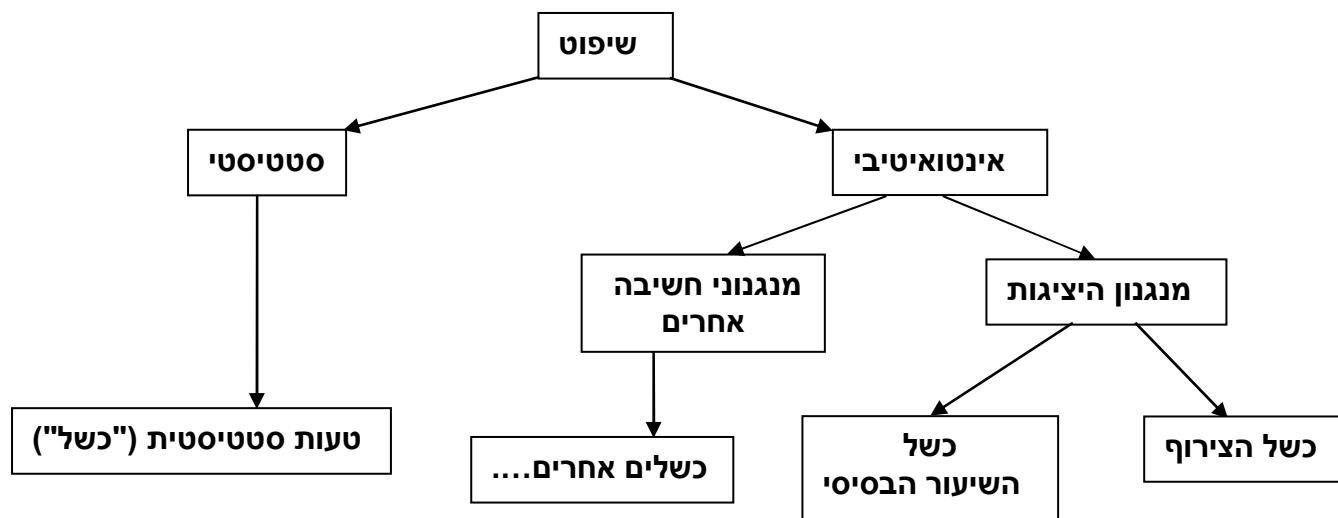 שיפוט
אינטואיטיבי
סטטיסטי
מנגנון היציגות
מנגנוני חשיבה
אחרים
כשל הצירוף
כשל
השיעור הבסיסי
כשלים אחרים....
טעות סטטיסטית ("כשל")